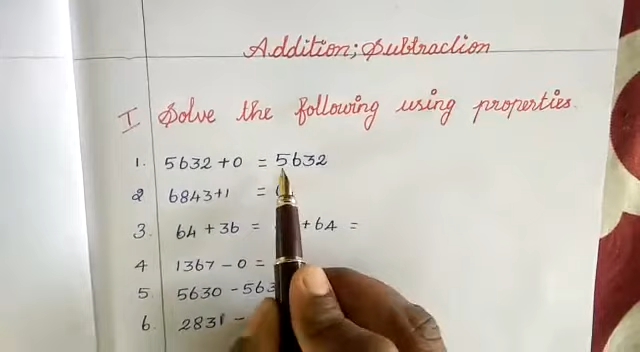 Addition; Subtraction
I Solve the following using properties.
1. 5632 + 0 = 5632
2 6843+1 =
3. 64 + 36 = + 64 =
4 1367 - 0 =
5. 5630 - 563
6. 2831 -